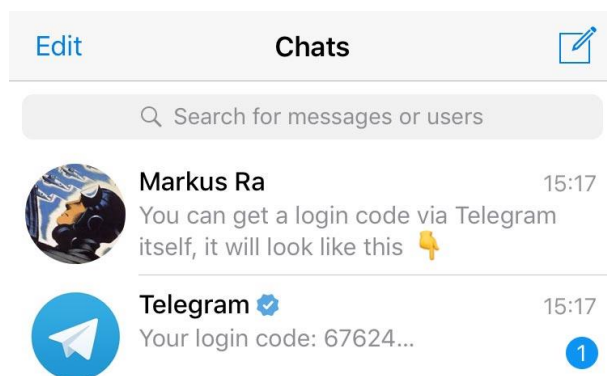 Edit
Chats
Search for messages or users
Markus Ra
15:17
You can get a login code via Telegram
itself, it will look like this 👇
Telegram
15:17
Your login code: 67624...
1